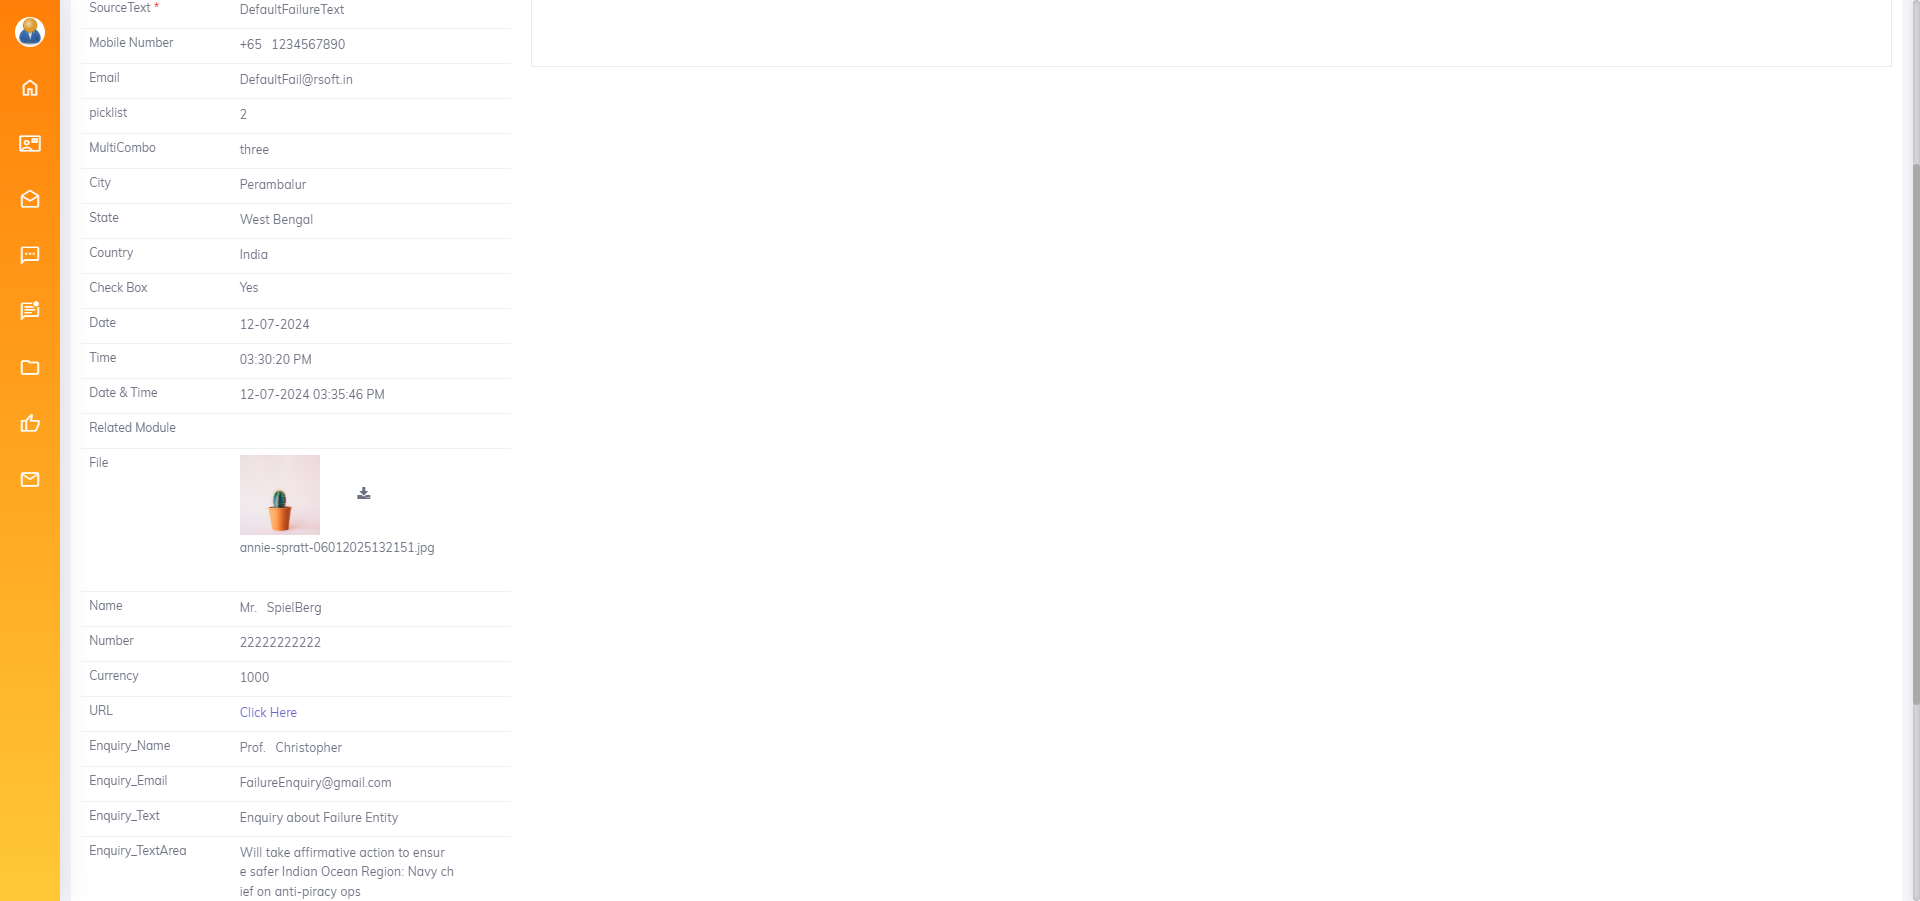 SourceText * DefaultFailureText
Mobile Number +65 1234567890
Email DefaultFail@rsoft.in
picklist 2
MultiCombo three
City Perambalur
State West Bengal
Country India
Check Box Yes
Date 12-07-2024
Time 03:30:20 PM
Date & Time 12-07-2024 03:35:46 PM
Related Module
File
annie-spratt-06012025132151.jpg
Name Mr. SpielBerg
Number 22222222222
Currency 1000
URL Click Here
Enquiry_Name Prof. Christopher
Enquiry_Email FailureEnquiry@gmail.com
Enquiry_Text Enquiry about Failure Entity
Enquiry_TextArea Will take affirmative action to ensur
e safer Indian Ocean Region: Navy ch
ief on anti-piracy ops